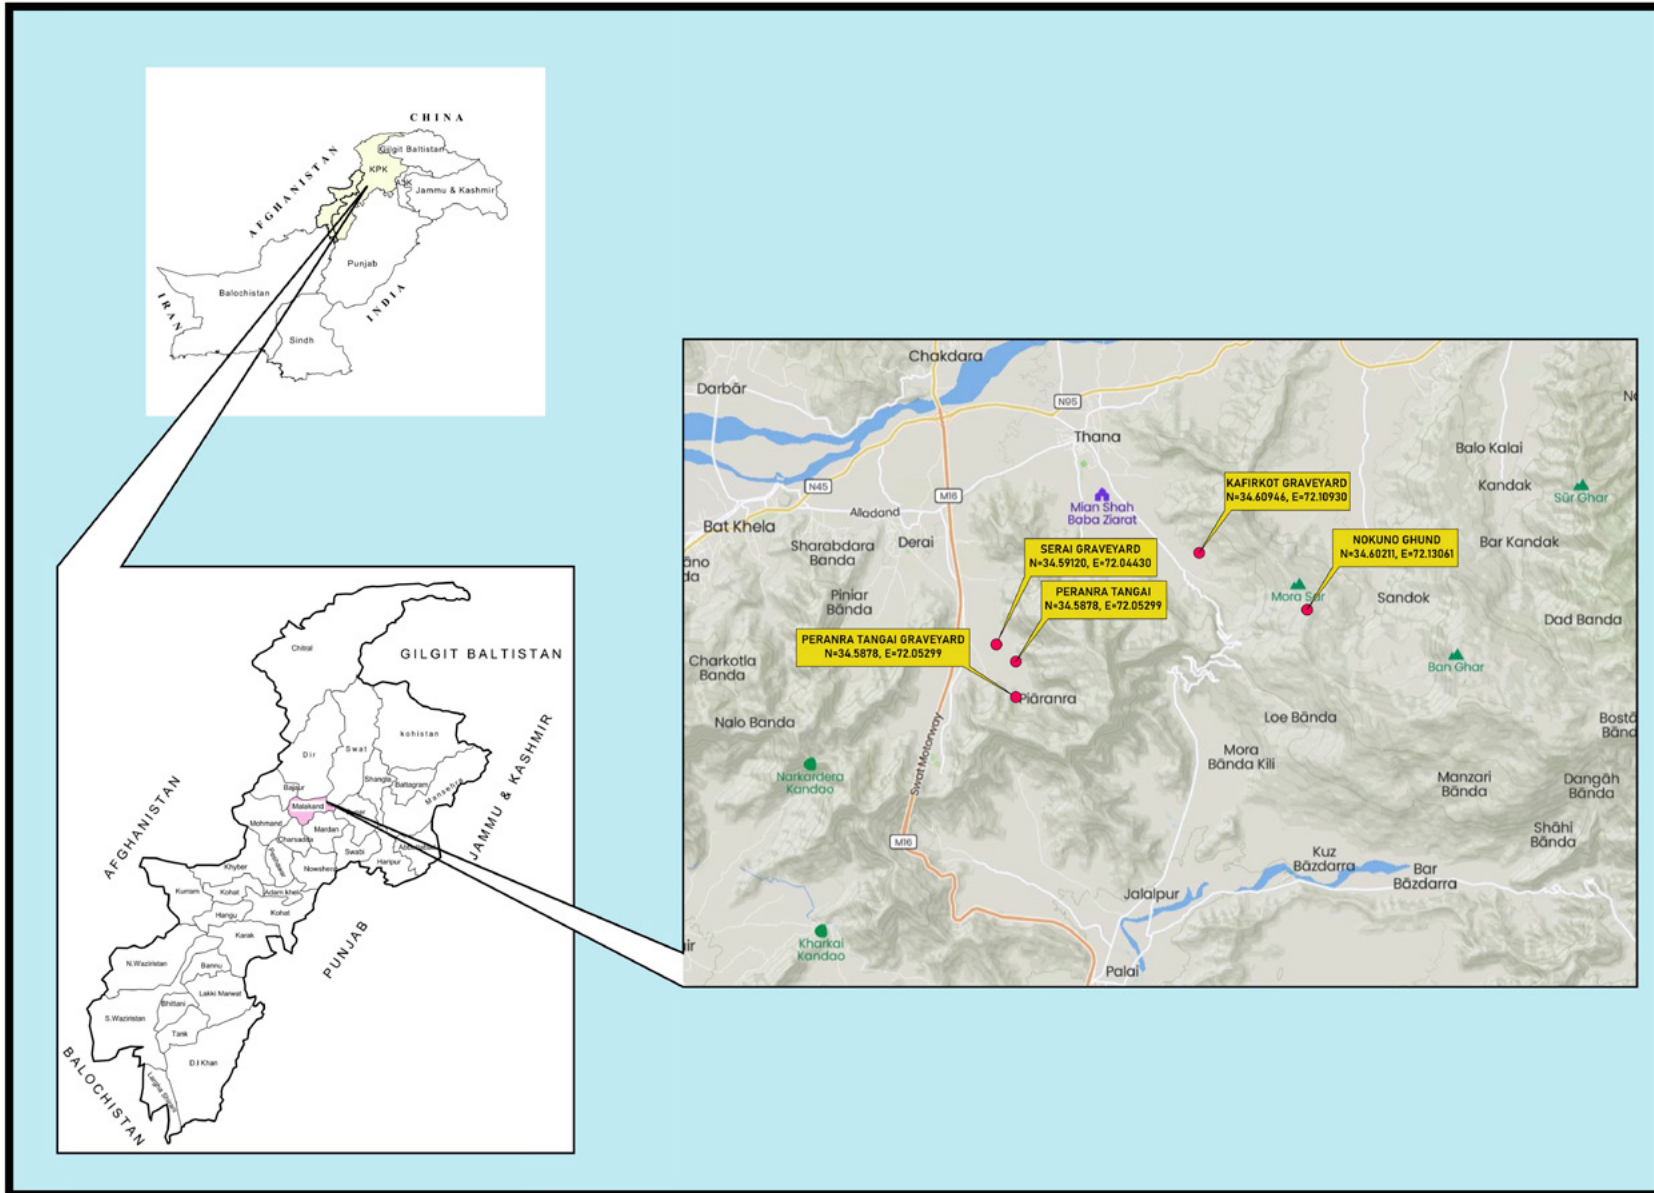 CHINA
Gilgit Baltistan
KPK
AJK
Jammu & Kashmir
AFGHANISTAN
Punjab
Balochistan
INDIA
IRAN
Sindh
Chitral
GILGIT BALTISTAN
kohistan
Dir
Swat
Shangla
Battagram
Mansehra
Bajaur
Malakand
Mohmand
Mardan
Charsadda
Swabi
Peshawar
Nowshera
Haripur
Khyber
Kurram
Kohat
Adam khel
Hangu
Kohat
Karak
N.Waziristan
Bannu
Lakki Marwat
Bhittani
S.Waziristan
Tank
D.I Khan
AFGHANISTAN
JAMMU & KASHMIR
PUNJAB
BALOCHISTAN
Chakdara
Darbār
N95
Thana
Balo Kalai
Kandak
Sūr Ghar
N45
M16
Alladand
Bat Khela
Derai
Mian Shah
Baba Ziarat
KAFIRKOT GRAVEYARD
N=34.60946, E=72.10930
NOKUNO GHUND
N=34.60211, E=72.13061
Bar Kandak
Sharabdara
Banda
SERAI GRAVEYARD
N=34.59120, E=72.04430
PERANRA TANGAI
N=34.5878, E=72.05299
Piniar
Bānda
Mora Sar
Sandok
Dad Banda
PERANRA TANGAI GRAVEYARD
N=34.5878, E=72.05299
Charkotla
Banda
Ban Ghar
Piāranra
Nalo Banda
Loe Bānda
Swat Motorway
Mora
Bānda Kili
Narkardera
Kandao
Manzari
Bānda
Dangāh
Bānda
Shāhi
Bānda
M16
Kuz
Bāzdarra
Bar
Bāzdarra
Jalalpur
Kharkai
Kandao
Palai